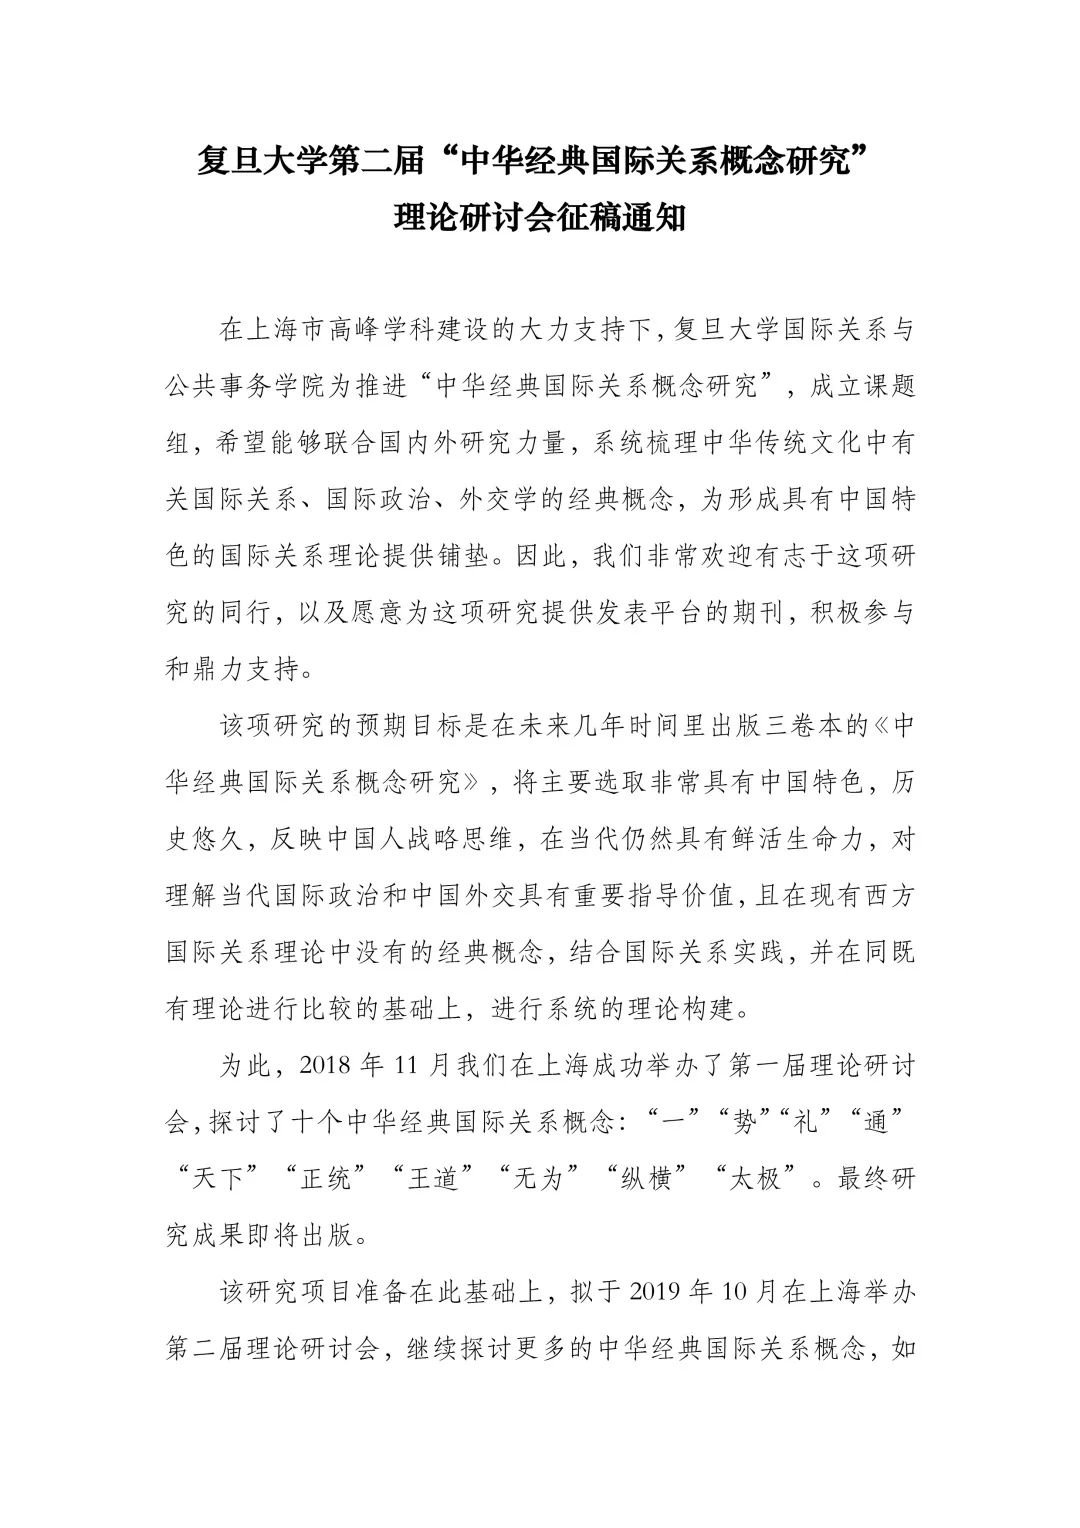 复旦大学第二届“中华经典国际关系概念研究”
理论研讨会征稿通知
在上海市高峰学科建设的大力支持下，复旦大学国际关系与
公共事务学院为推进“中华经典国际关系概念研究”，成立课题
组，希望能够联合国内外研究力量，系统梳理中华传统文化中有
关国际关系、国际政治、外交学的经典概念，为形成具有中国特
色的国际关系理论提供铺垫。因此，我们非常欢迎有志于这项研
究的同行，以及愿意为这项研究提供发表平台的期刊，积极参与
和鼎力支持。
该项研究的预期目标是在未来几年时间里出版三卷本的《中
华经典国际关系概念研究》，将主要选取非常具有中国特色，历
史悠久，反映中国人战略思维，在当代仍然具有鲜活生命力，对
理解当代国际政治和中国外交具有重要指导价值，且在现有西方
国际关系理论中没有的经典概念，结合国际关系实践，并在同既
有理论进行比较的基础上，进行系统的理论构建。
为此，2018 年 11 月我们在上海成功举办了第一届理论研讨
会，探讨了十个中华经典国际关系概念：“一”“势”“礼”“通”
“天下”“正统”“王道”“无为”“纵横”“太极”。最终研
究成果即将出版。
该研究项目准备在此基础上，拟于 2019 年 10 月在上海举办
第二届理论研讨会，继续探讨更多的中华经典国际关系概念，如